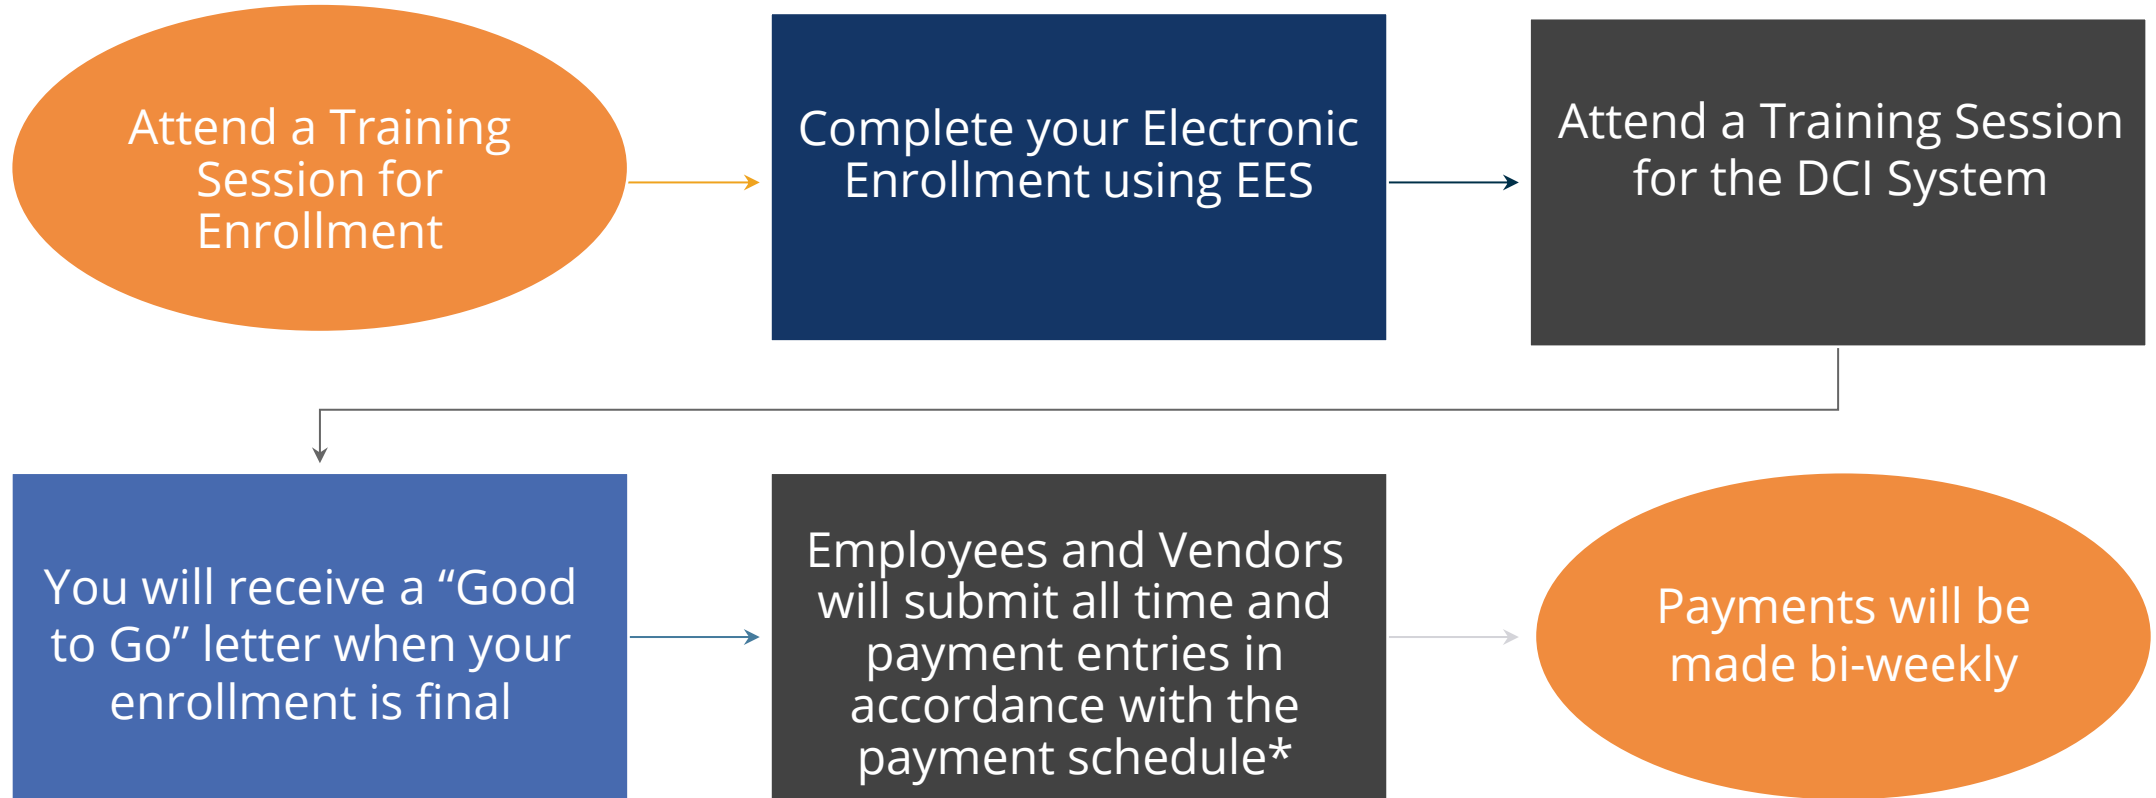 Attend a Training
Session for
Enrollment
Complete your Electronic
Enrollment using EES
Attend a Training Session
for the DCI System
You will receive a “Good
to Go” letter when your
enrollment is final
Employees and Vendors
will submit all time and
payment entries in
accordance with the
payment schedule*
Payments will be
made bi-weekly